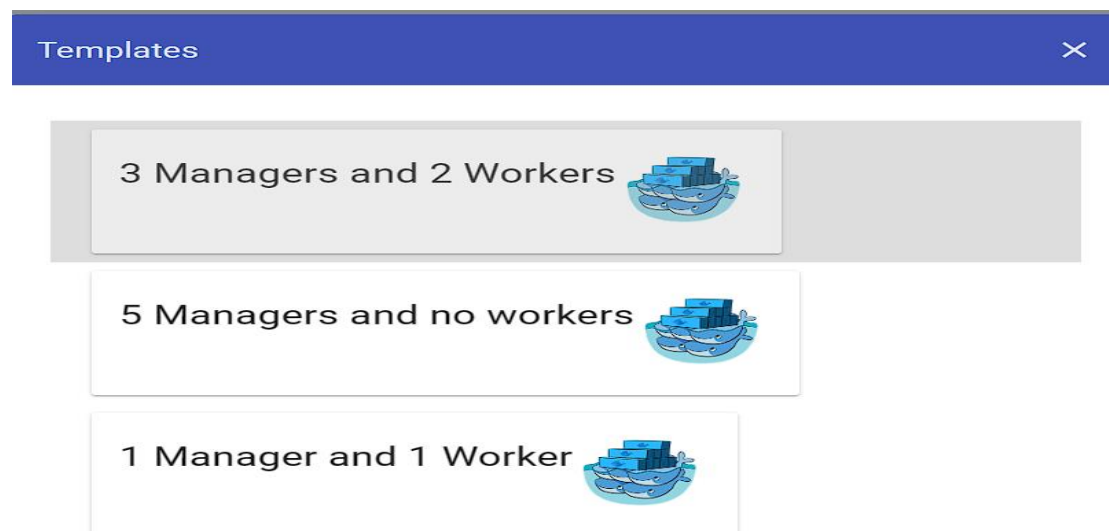 Templates
3 Managers and 2 Workers
5 Managers and no workers
1 Manager and 1 Worker